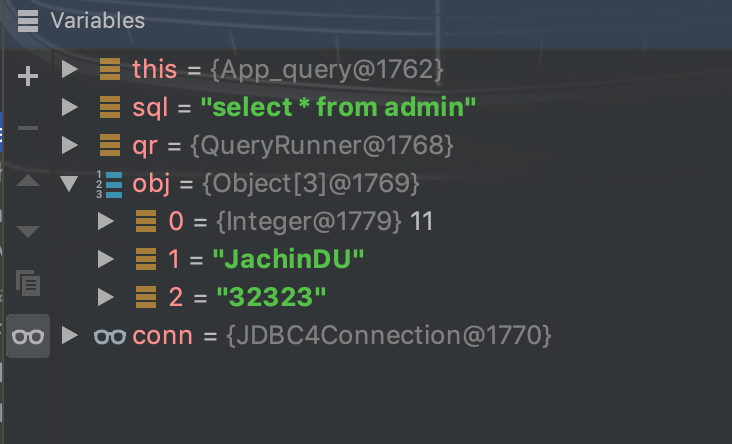 Variables
this = {App_query@1762}
sql = "select * from admin"
qr = {QueryRunner@1768}
obj = {Object[3]@1769}
0 = {Integer@1779} 11
1 = "JachinDU"
2 = "32323"
conn = {JDBC4Connection@1770}